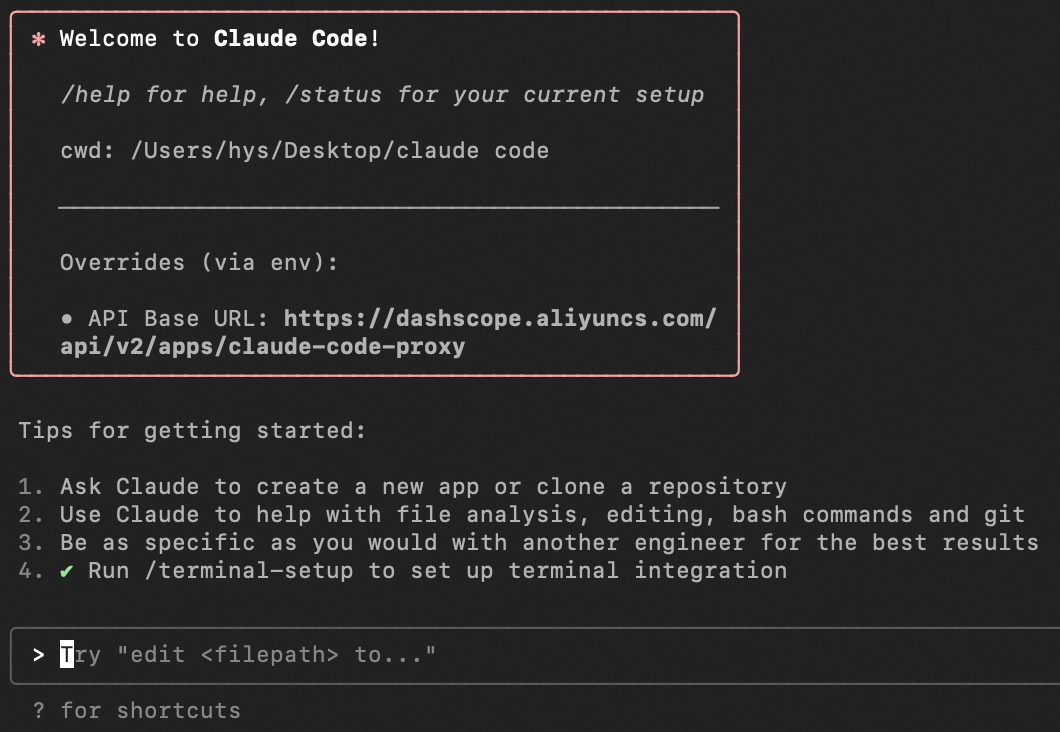 ✻ Welcome to Claude Code!
/help for help, /status for your current setup
cwd: /Users/hys/Desktop/claude code
Overrides (via env):
• API Base URL: https://dashscope.aliyuncs.com/
api/v2/apps/claude-code-proxy
Tips for getting started:
1. Ask Claude to create a new app or clone a repository
2. Use Claude to help with file analysis, editing, bash commands and git
3. Be as specific as you would with another engineer for the best results
4. ✔ Run /terminal-setup to set up terminal integration
> Try "edit <filepath> to..."
? for shortcuts